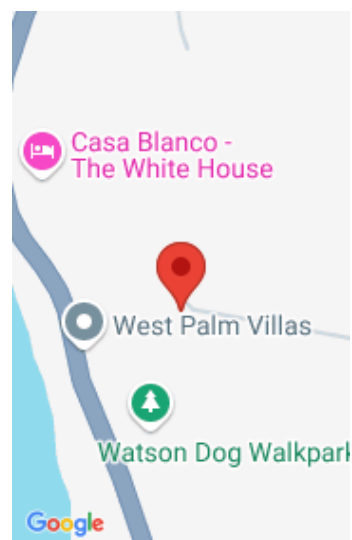 Casa Blanco -
The White House
West Palm Villas
Watson Dog Walkpark
Google